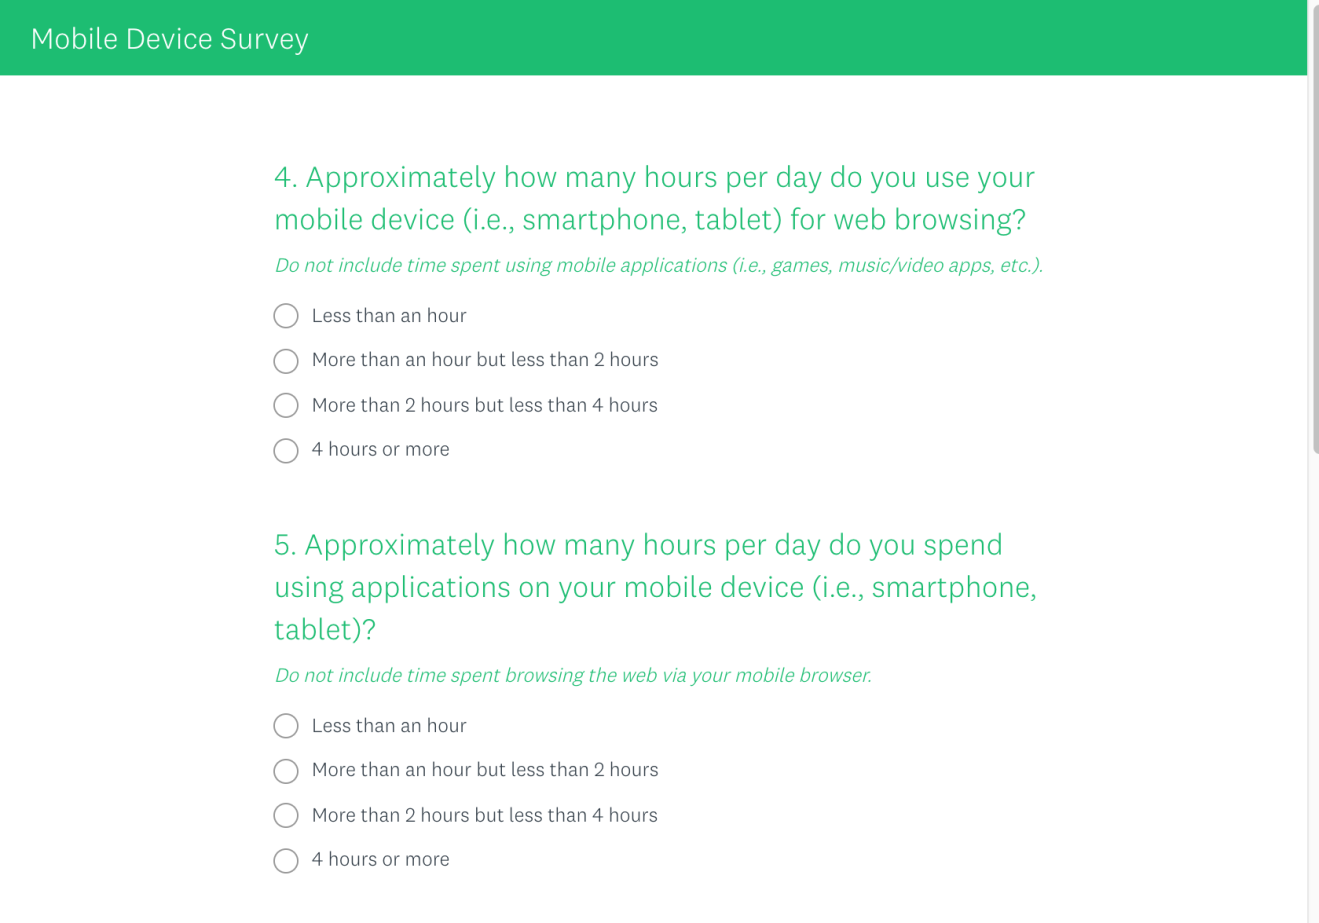 Mobile Device Survey
4. Approximately how many hours per day do you use your
mobile device (i.e., smartphone, tablet) for web browsing?
Do not include time spent using mobile applications (i.e., games, music/video apps, etc.).
Less than an hour
More than an hour but less than 2 hours
More than 2 hours but less than 4 hours
4 hours or more
5. Approximately how many hours per day do you spend
using applications on your mobile device (i.e., smartphone,
tablet)?
Do not include time spent browsing the web via your mobile browser.
Less than an hour
More than an hour but less than 2 hours
More than 2 hours but less than 4 hours
4 hours or more